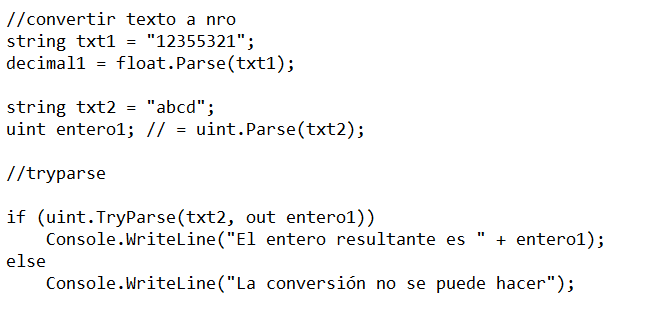 //convertir texto a nro
string txt1 = "12355321";
decimal1 = float.Parse(txt1);
string txt2 = "abcd";
uint entero1; // = uint.Parse(txt2);
//tryparse
if (uint.TryParse(txt2, out entero1))
Console.WriteLine("El entero resultante es " + entero1);
else
Console.WriteLine("La conversión no se puede hacer");